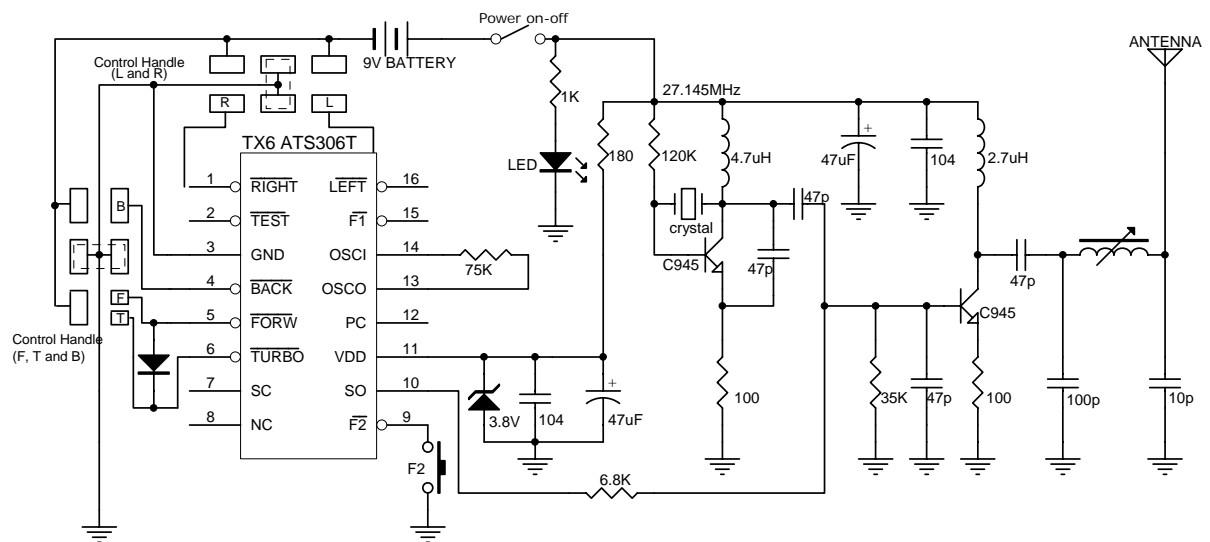 Power on-off
ANTENNA
9V BATTERY
Control Handle
(L and R)
R
L
1K
27.145MHz
TX6 ATS306T
LED
180
120K
4.7uH
47uF
+
104
2.7uH
47p
crystal
C945
47p
1
RIGHT
LEFT
16
2
TEST
F1
15
3
GND
OSCI
14
75K
4
BACK
OSCO
13
5
FORW
PC
12
6
TURBO
VDD
11
7
SC
SO
10
8
NC
F2
9
B
F
T
Control Handle
(F, T and B)
3.8V
104
+
47uF
100
35K
47p
C945
100
47p
100p
10p
F2
6.8K